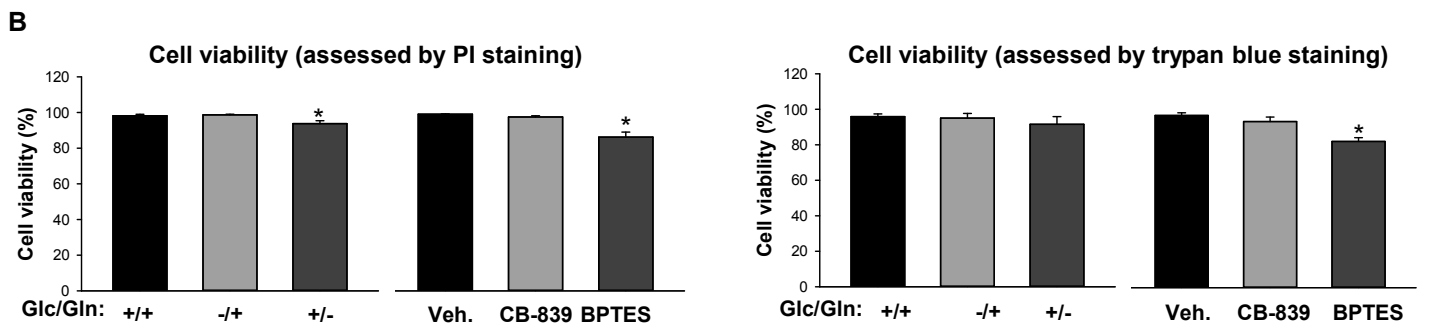 B
Cell viability (assessed by PI staining)
Cell viability (%)
120
100
80
60
40
20
0
*
*
Glc/Gln: +/+ -/+ +/- Veh. CB-839 BPTES
Cell viability (assessed by trypan blue staining)
Cell viability (%)
120
100
80
60
40
20
0
*
Glc/Gln: +/+ -/+ +/- Veh. CB-839 BPTES